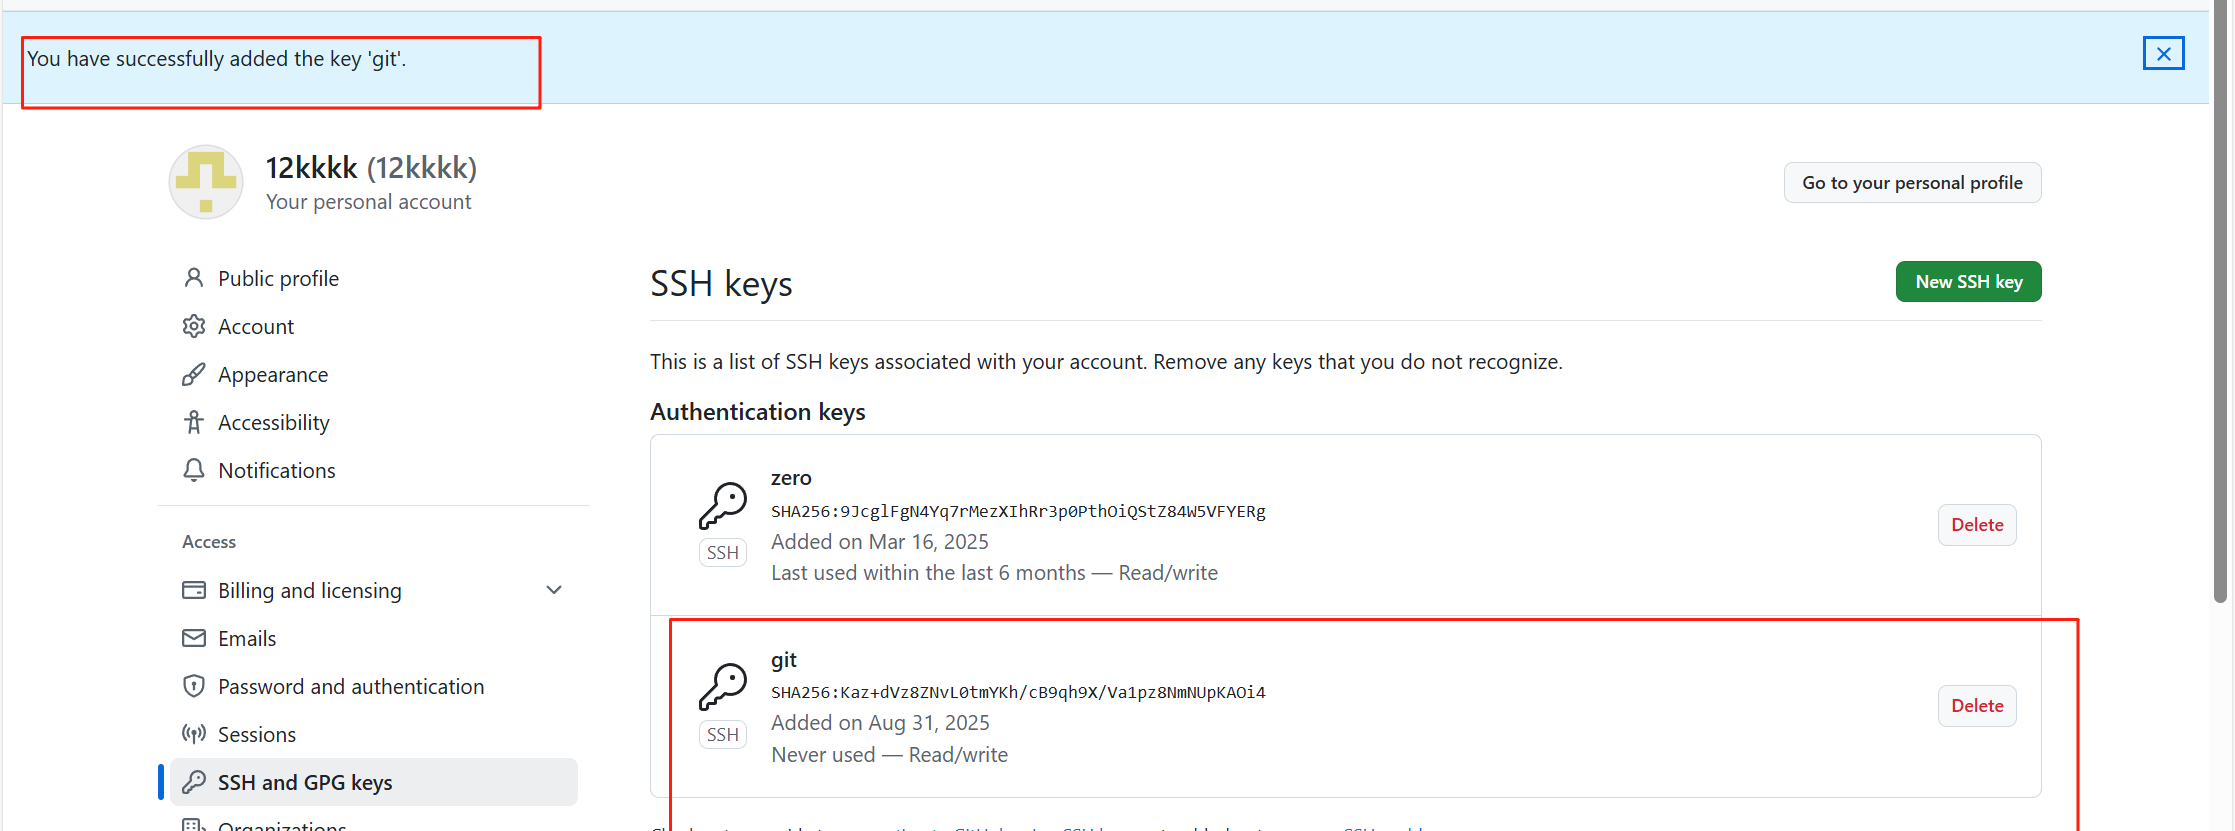 You have successfully added the key 'git'.
12kkkk (12kkkk)
Your personal account
Go to your personal profile
Public profile
Account
Appearance
Accessibility
Notifications
Access
Billing and licensing
Emails
Password and authentication
Sessions
SSH and GPG keys
Organizations
SSH keys
New SSH key
This is a list of SSH keys associated with your account. Remove any keys that you do not recognize.
Authentication keys
zero
SHA256:9JcglFgN4Yq7rMezXIhRr3p0PthOiQStZ84W5VFYERg
Added on Mar 16, 2025
Last used within the last 6 months — Read/write
SSH
Delete
git
SHA256:Kaz+dVz8ZNvL0tmYKh/cB9qh9X/Va1pz8NmNUpKAOi4
Added on Aug 31, 2025
Never used — Read/write
SSH
Delete